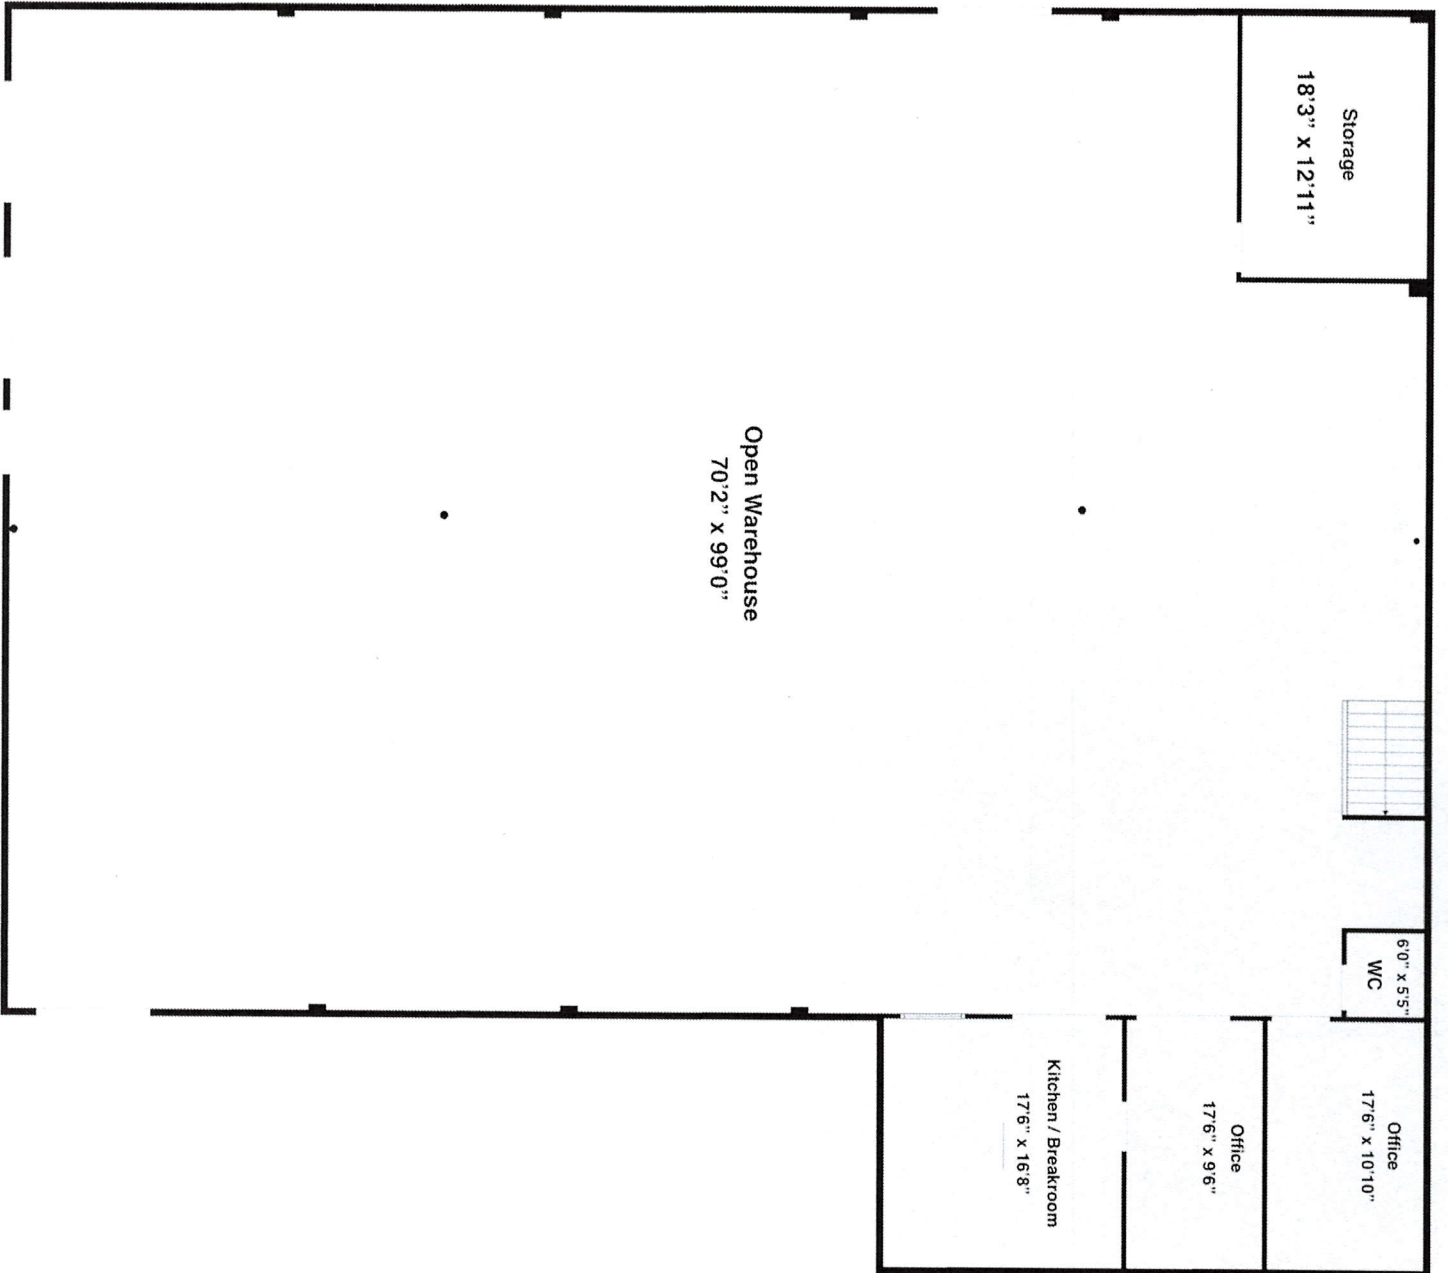 Storage
18'3" x 12'11"
Open Warehouse
70'2" x 99'0"
6'0" x 5'5"
WC
Office
17'6" x 10'10"
Office
17'6" x 9'6"
Kitchen / Breakroom
17'6" x 16'8"